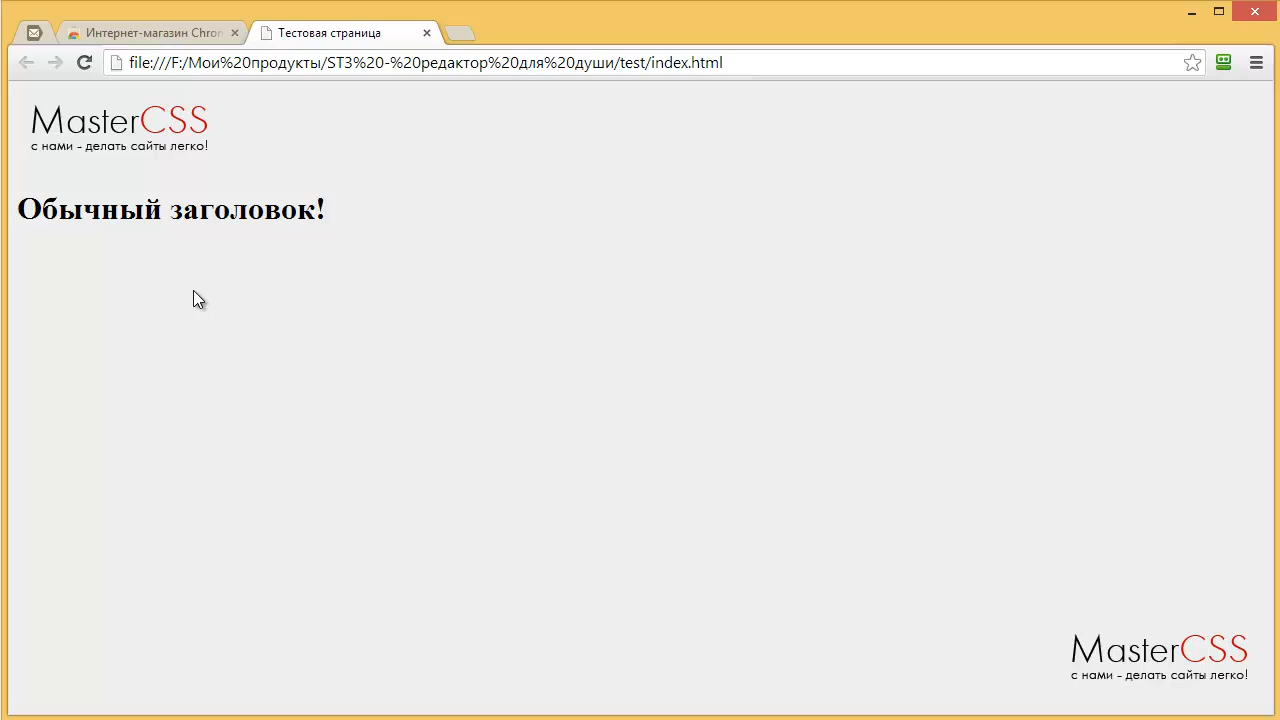 Интернет-магазин Chron
Тестовая страница
file:///F:/Мои%20продукты/ST3%20-%20редактор%20для%20души/test/index.html
MasterCSS
с нами - делать сайты легко!
Обычный заголовок!
MasterCSS
с нами - делать сайты легко!